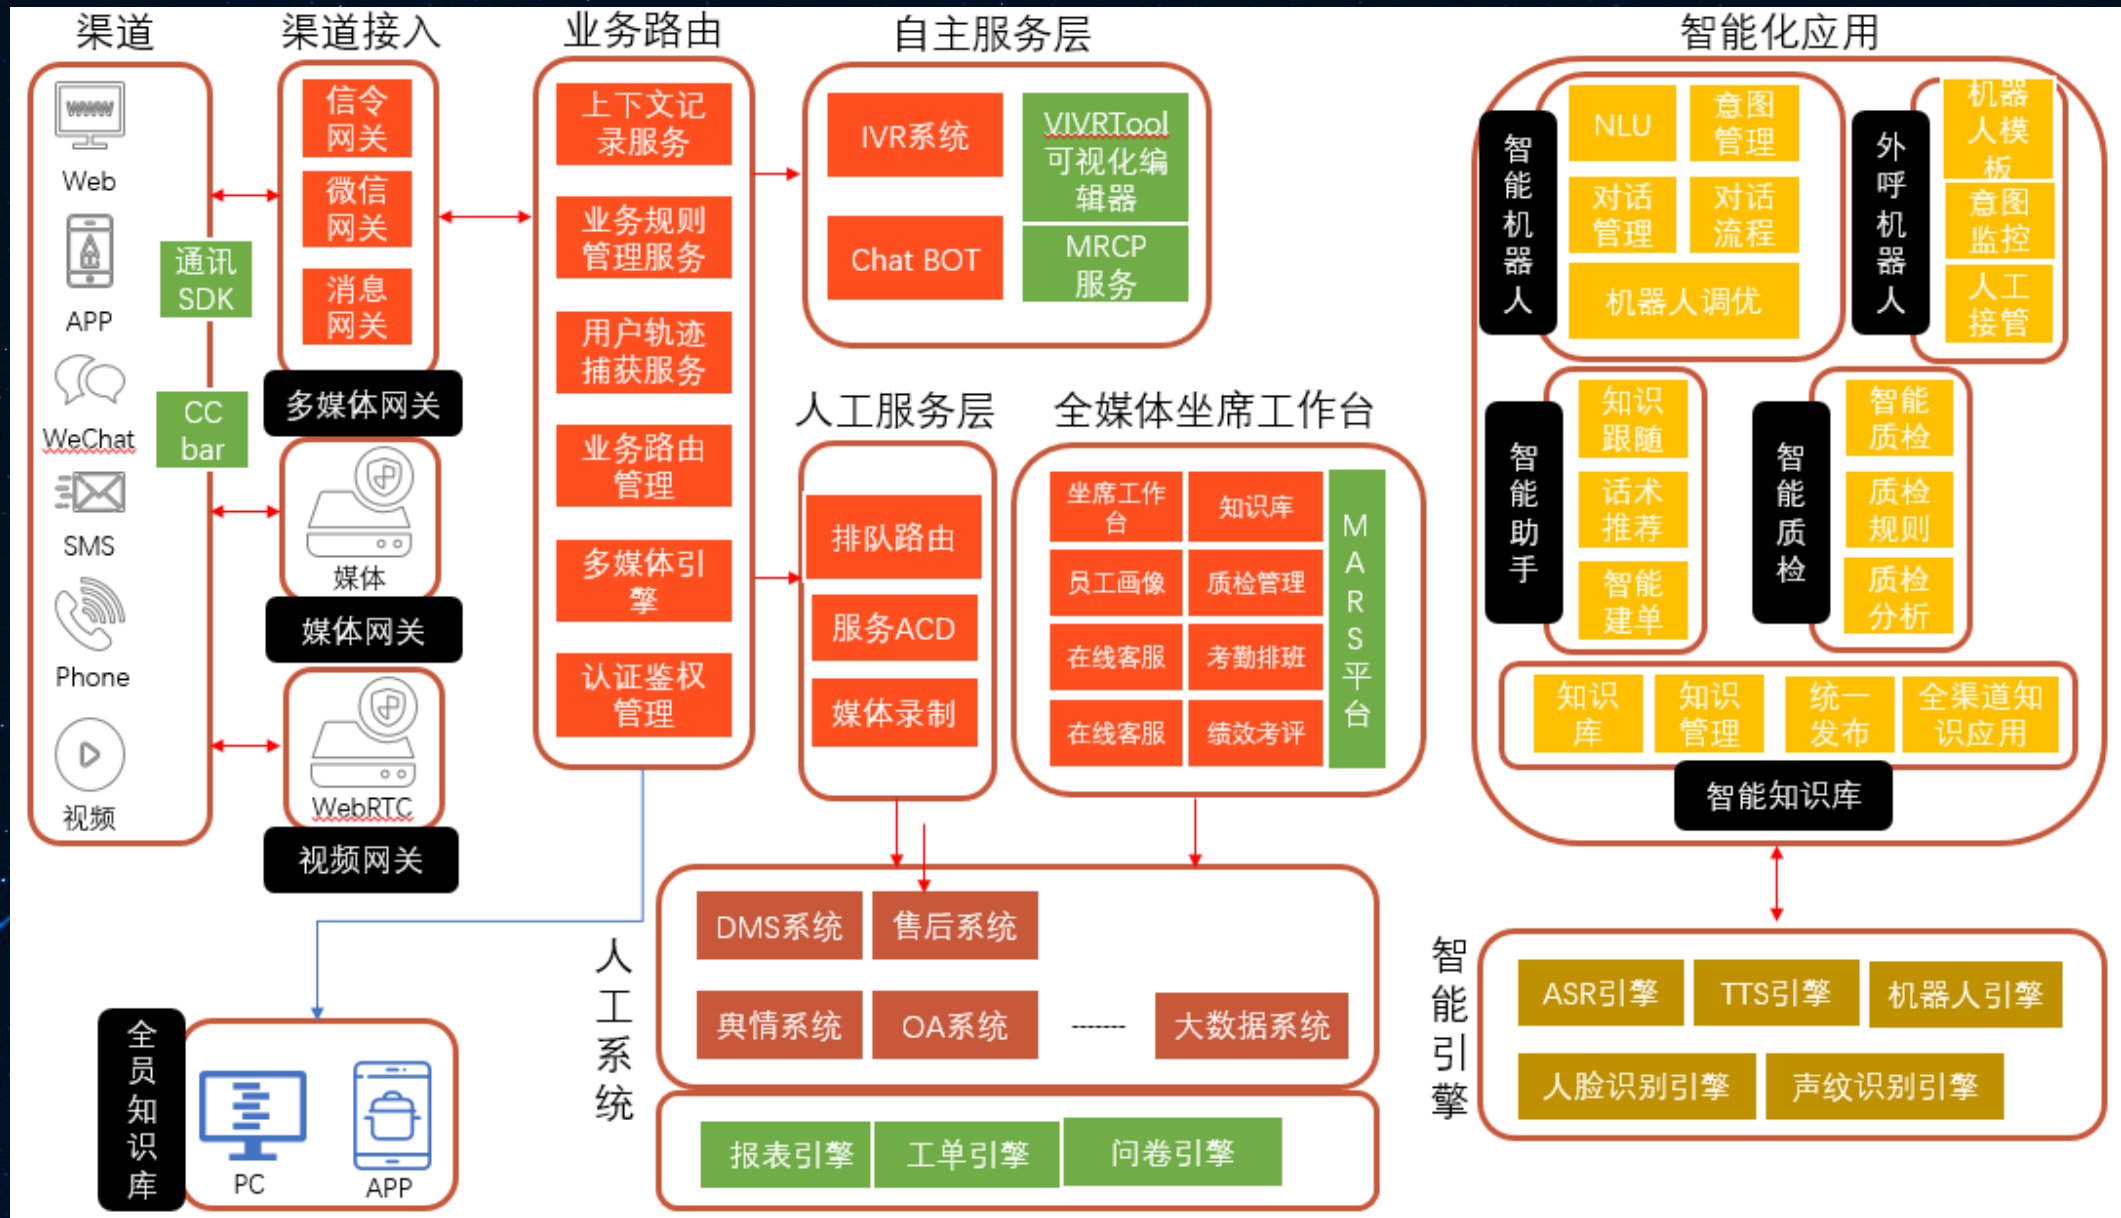 渠道
渠道接入
业务路由
自主服务层
智能化应用
WWW
Web
APP
WeChat
SMS
Phone
视频
通讯
SDK
CC
bar
信令
网关
微信
网关
消息
网关
多媒体网关
媒体
媒体网关
WebRTC
视频网关
上下文记
录服务
业务规则
管理服务
用户轨迹
捕获服务
业务路由
管理
多媒体引
擎
认证鉴权
管理
IVR系统
Chat BOT
VIVRTool
可视化编
辑器
MRCP
服务
人工服务层
排队路由
服务ACD
媒体录制
全媒体坐席工作台
坐席工作
台
知识库
员工画像
质检管理
在线客服
考勤排班
在线客服
绩效考评
M
A
R
S
平
台
智
能
机
器
人
NLU
意图
管理
对话
管理
对话
流程
机器人调优
外
呼
机
器
人
机器
人模
板
意图
监控
人工
接管
智
能
助
手
知识
跟随
话术
推荐
智能
建单
智
能
质
检
智能
质检
质检
规则
质检
分析
知识
库
知识
管理
统一
发布
全渠道知
识应用
智能知识库
人
工
系
统
DMS系统
售后系统
舆情系统
OA系统
-------
大数据系统
报表引擎
工单引擎
问卷引擎
智
能
引
擎
ASR引擎
TTS引擎
机器人引擎
人脸识别引擎
声纹识别引擎
全
员
知
识
库
PC
APP